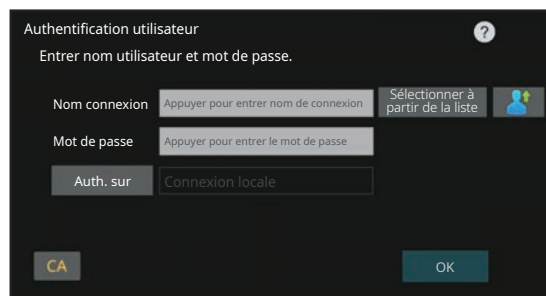 Authentification utilisateur
?
Entrer nom utilisateur et mot de passe.
Nom connexion
Appuyer pour entrer nom de connexion
Sélectionner à
partir de la liste
Mot de passe
Appuyer pour entrer le mot de passe
Auth. sur
Connexion locale
CA
OK